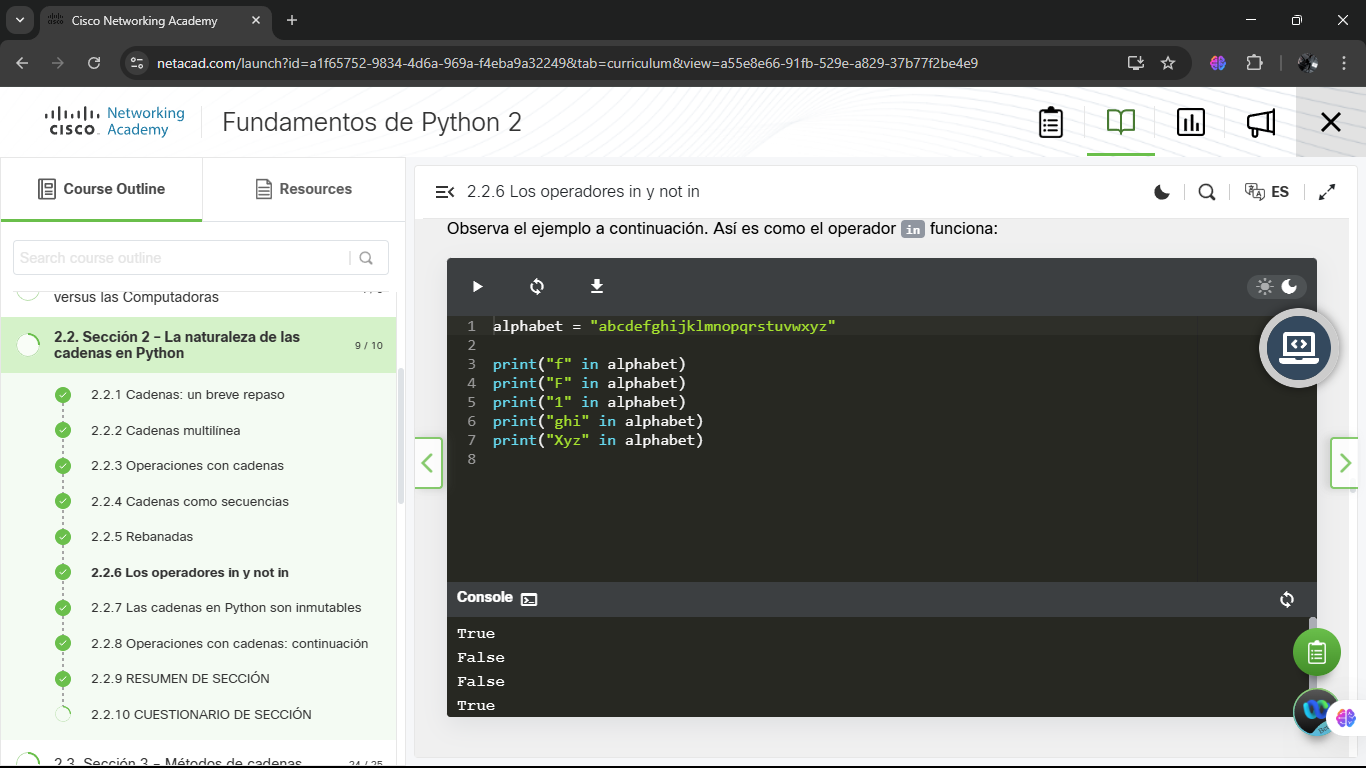 Cisco Networking Academy
netacad.com/launch?id=a1f65752-9834-4d6a-969a-f4eba9a32249&tab=curriculum&view=a55e8e66-91fb-529e-a829-37b77f2be4e9
CISCO Networking Academy
Fundamentos de Python 2
Course Outline
Resources
Search course outline
versus las Computadoras
2.2. Sección 2 – La naturaleza de las
cadenas en Python
9 / 10
2.2.1 Cadenas: un breve repaso
2.2.2 Cadenas multilínea
2.2.3 Operaciones con cadenas
2.2.4 Cadenas como secuencias
2.2.5 Rebanadas
2.2.6 Los operadores in y not in
2.2.7 Las cadenas en Python son inmutables
2.2.8 Operaciones con cadenas: continuación
2.2.9 RESUMEN DE SECCIÓN
2.2.10 CUESTIONARIO DE SECCIÓN
2.3. Sección 3 – Métodos de cadenas
24 / 25
2.2.6 Los operadores in y not in
ES
Observa el ejemplo a continuación. Así es como el operador in funciona:
1 alphabet = "abcdefghijklmnopqrstuvwxyz"
2
3 print("f" in alphabet)
4 print("F" in alphabet)
5 print("1" in alphabet)
6 print("ghi" in alphabet)
7 print("Xyz" in alphabet)
8
Console
True
False
False
True